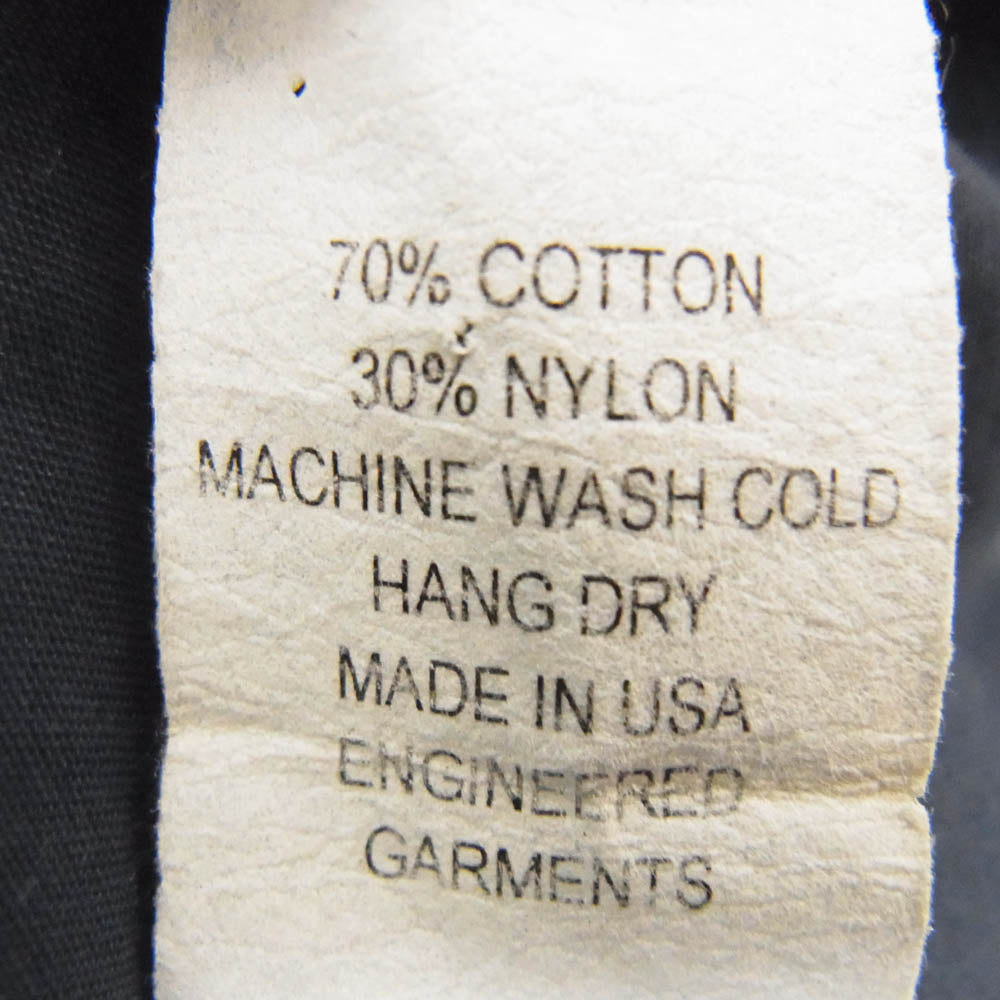 70% COTTON
30% NYLON
MACHINE WASH COLD
HANG DRY
MADE IN USA
ENGINEERED
GARMENTS